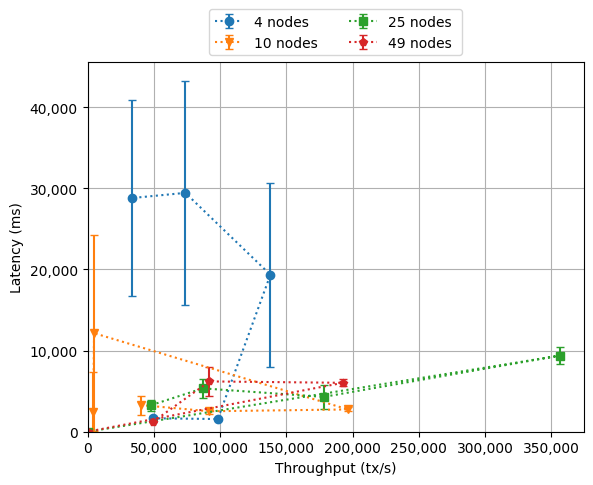 4 nodes
10 nodes
25 nodes
49 nodes
40,000
30,000
20,000
10,000
0
Latency (ms)
0
50,000
100,000
150,000
200,000
250,000
300,000
350,000
Throughput (tx/s)